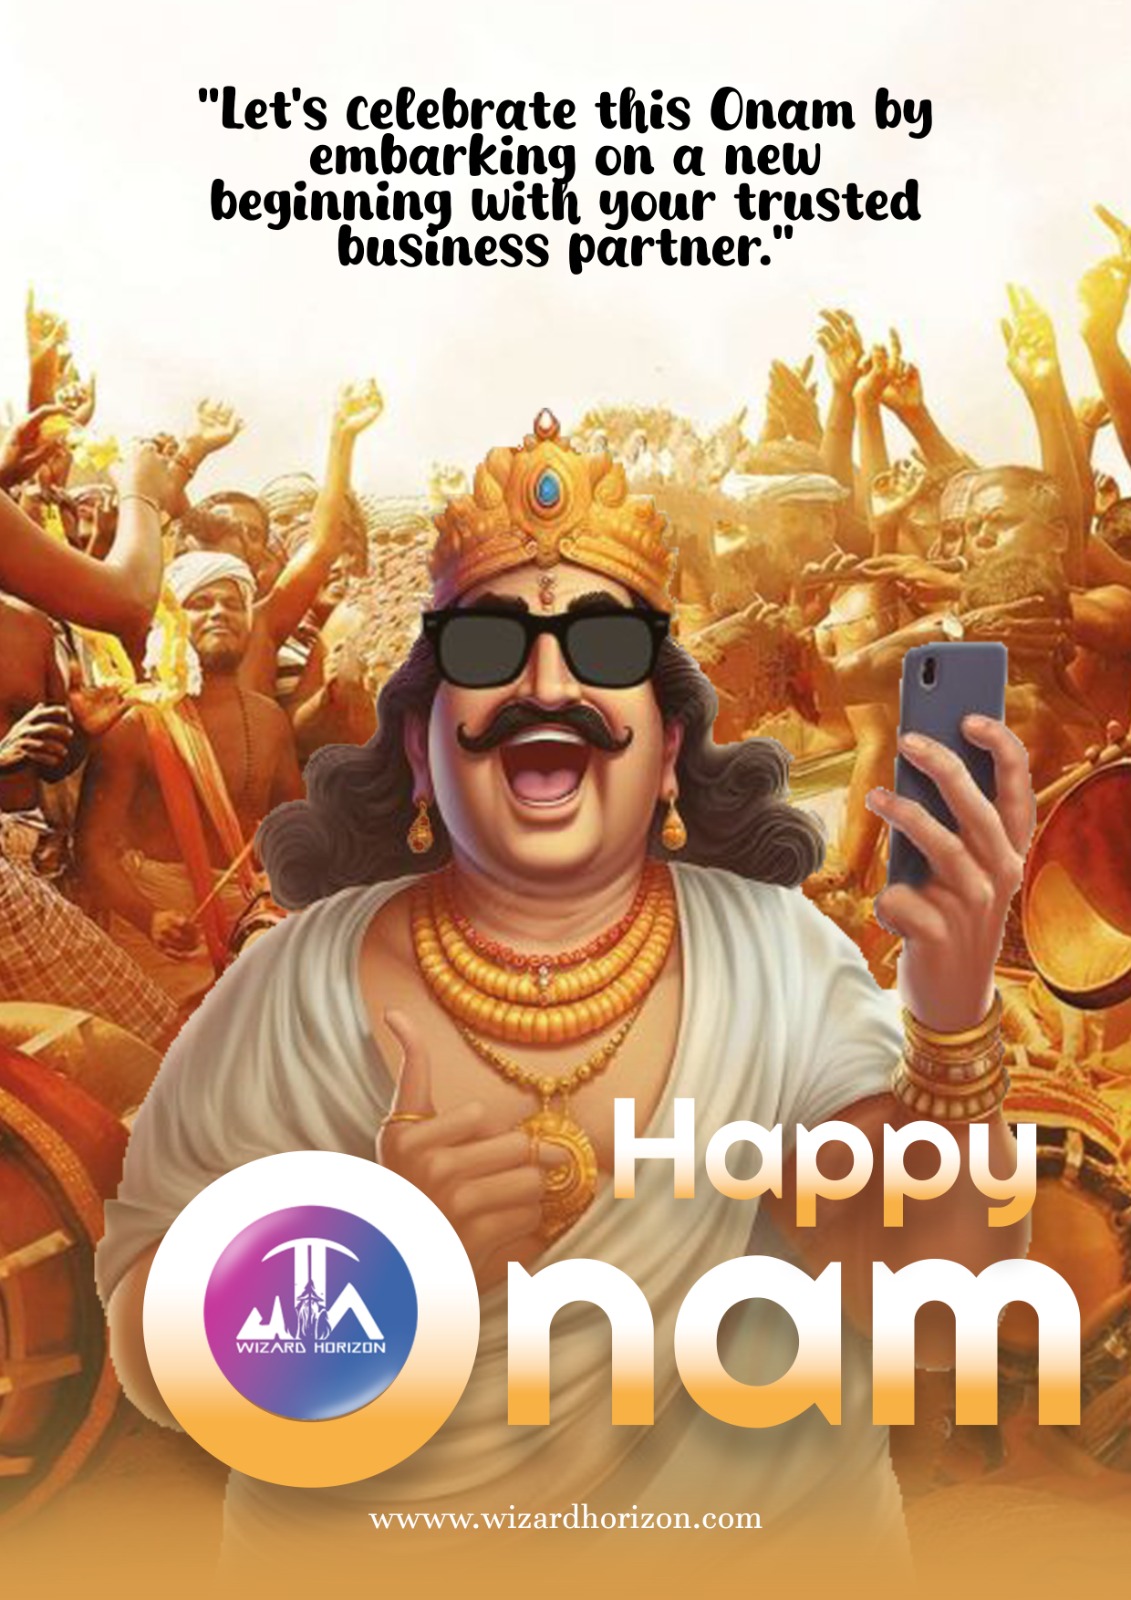 "Let's celebrate this Onam by
embarking on a new
beginning with your trusted
business partner."
Happy
Onam
WIZARD HORIZON
wwww.wizardhorizon.com